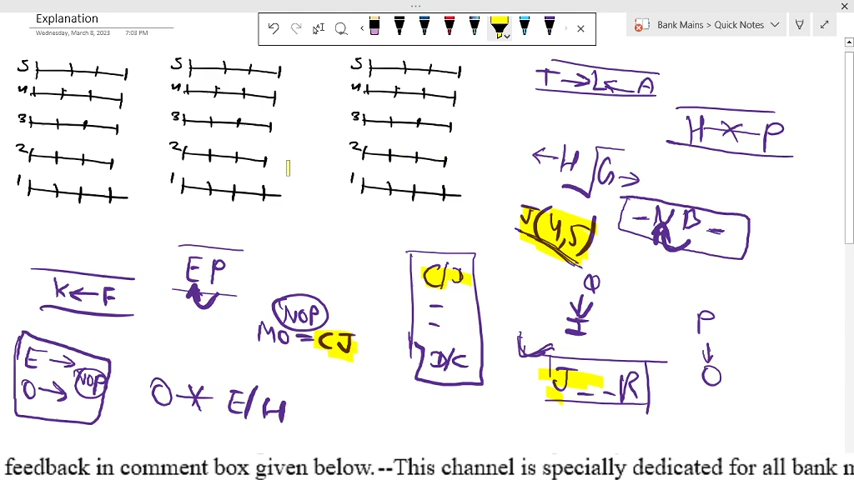 Explanation
Wednesday, March 8, 2023 7:03 PM
Bank Mains > Quick Notes
5 5 5
4 4 4
3 3 3
2 2 2
1 1 1
T → L ← A
H × P
← H G →
J (4,5)
- N B -
K ← F
E P
NOP
MO = C J
C/J
D/C
Q
H
J _ - R
P
O
E →
O → NOP
O × E/H
feedback in comment box given below.--This channel is specially dedicated for all bank m